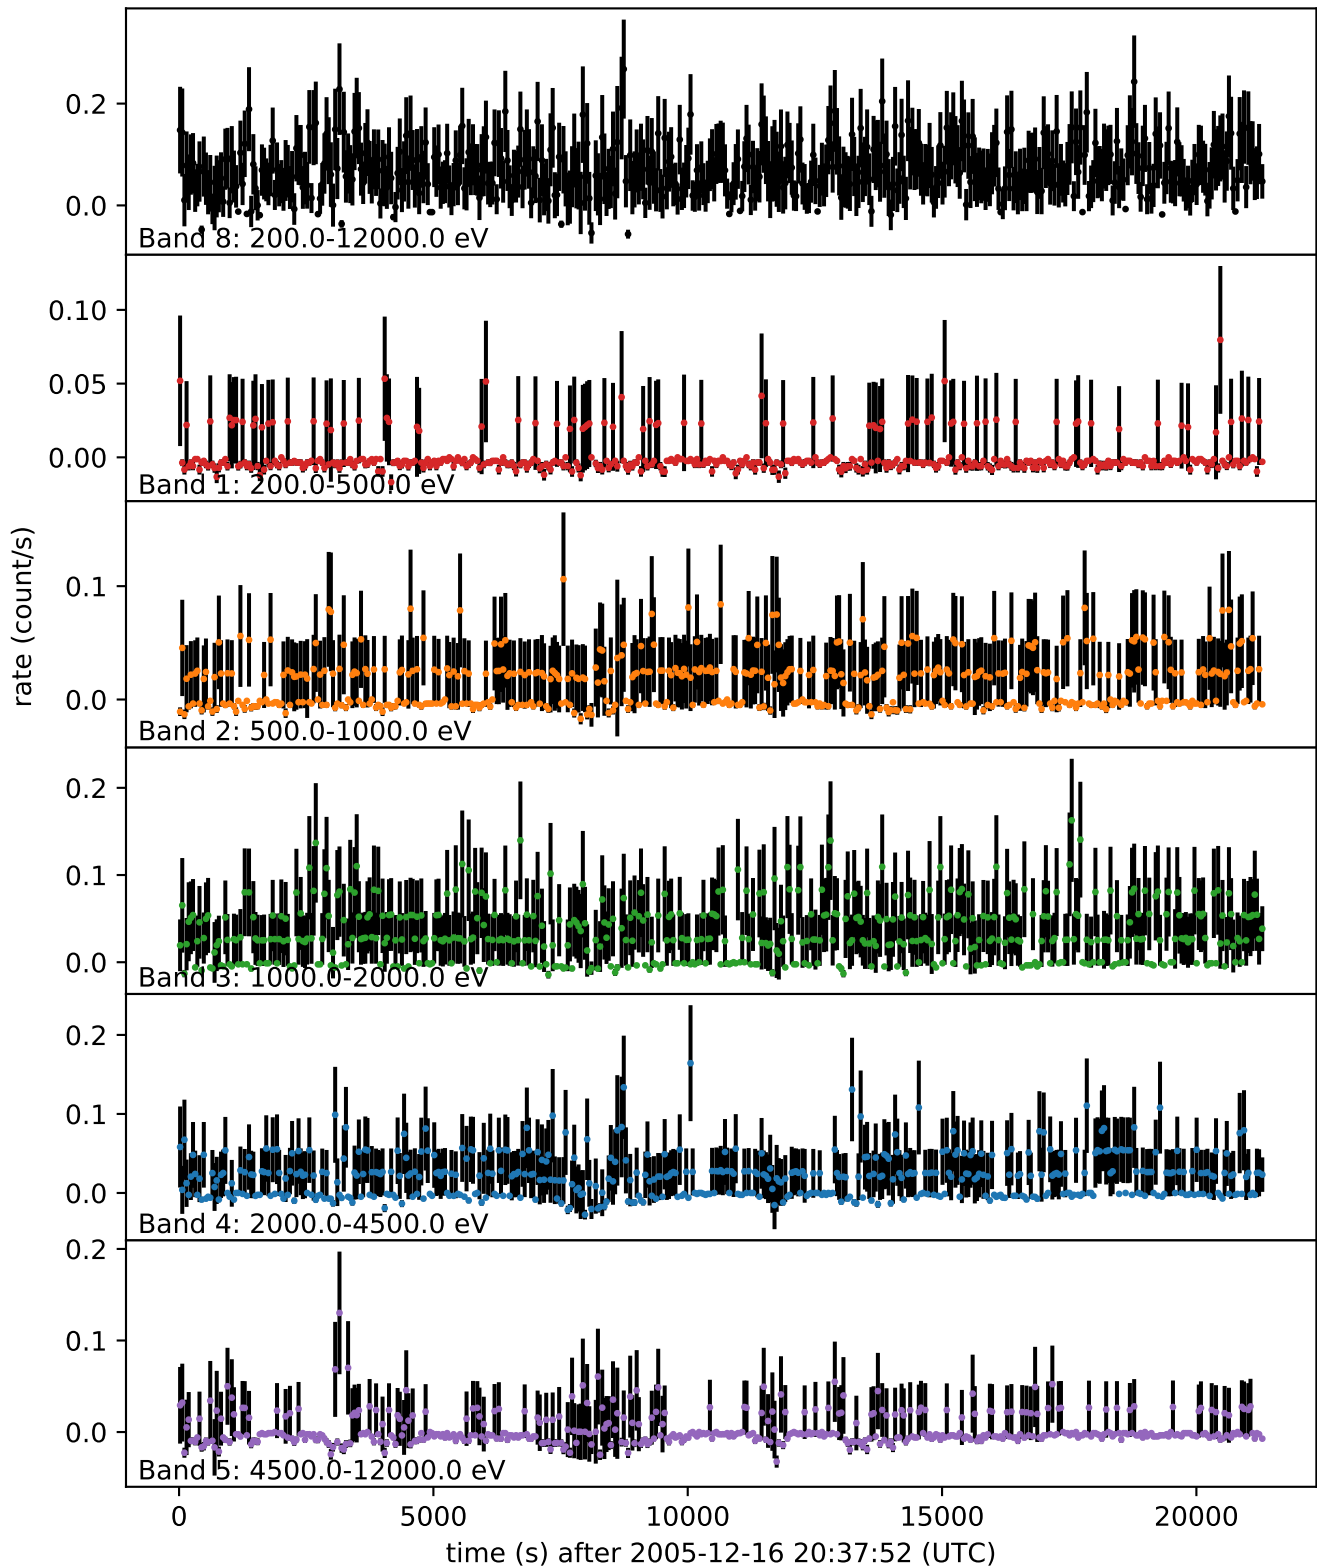 0.2
0.0
Band 8: 200.0-12000.0 eV
0.10
0.05
0.00
Band 1: 200.0-500.0 eV
rate (count/s)
0.1
0.0
Band 2: 500.0-1000.0 eV
0.2
0.1
0.0
Band 3: 1000.0-2000.0 eV
0.2
0.1
0.0
Band 4: 2000.0-4500.0 eV
0.2
0.1
0.0
Band 5: 4500.0-12000.0 eV
0 5000 10000 15000 20000
time (s) after 2005-12-16 20:37:52 (UTC)